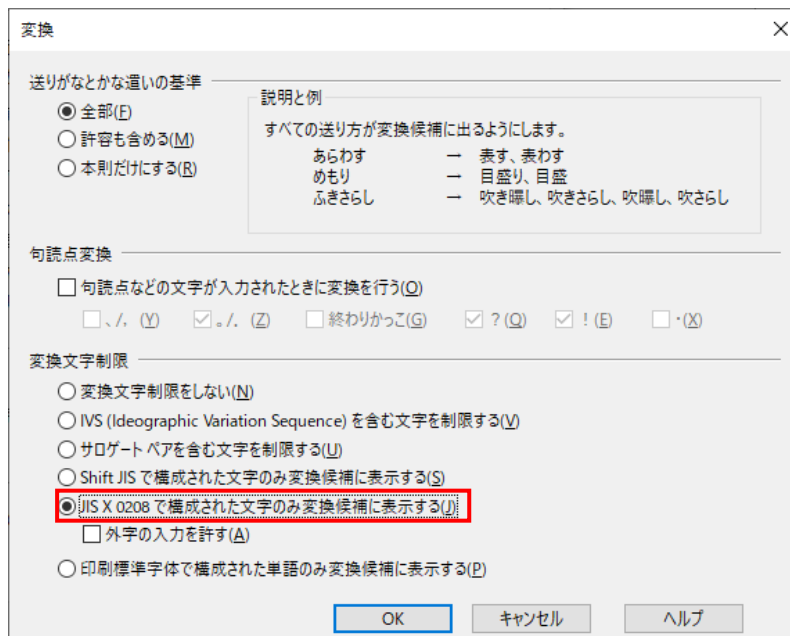 変換
送りがなとかな遣いの基準
全部(F)
許容も含める(M)
本則だけにする(R)
説明と例
すべての送り方が変換候補に出るようにします。
あらわす → 表す、表わす
めもり → 目盛り、目盛
ふきさらし → 吹き曝し、吹きさらし、吹曝し、吹さらし
句読点変換
句読点などの文字が入力されたときに変換を行う(O)
、/，(Y) 。/．(Z) 終わりかっこ(G) ？(Q) ！(E) ・(X)
変換文字制限
変換文字制限をしない(N)
IVS (Ideographic Variation Sequence) を含む文字を制限する(V)
サロゲート ペアを含む文字を制限する(U)
Shift JIS で構成された文字のみ変換候補に表示する(S)
JIS X 0208 で構成された文字のみ変換候補に表示する(J)
外字の入力を許す(A)
印刷標準字体で構成された単語のみ変換候補に表示する(P)
OK キャンセル ヘルプ